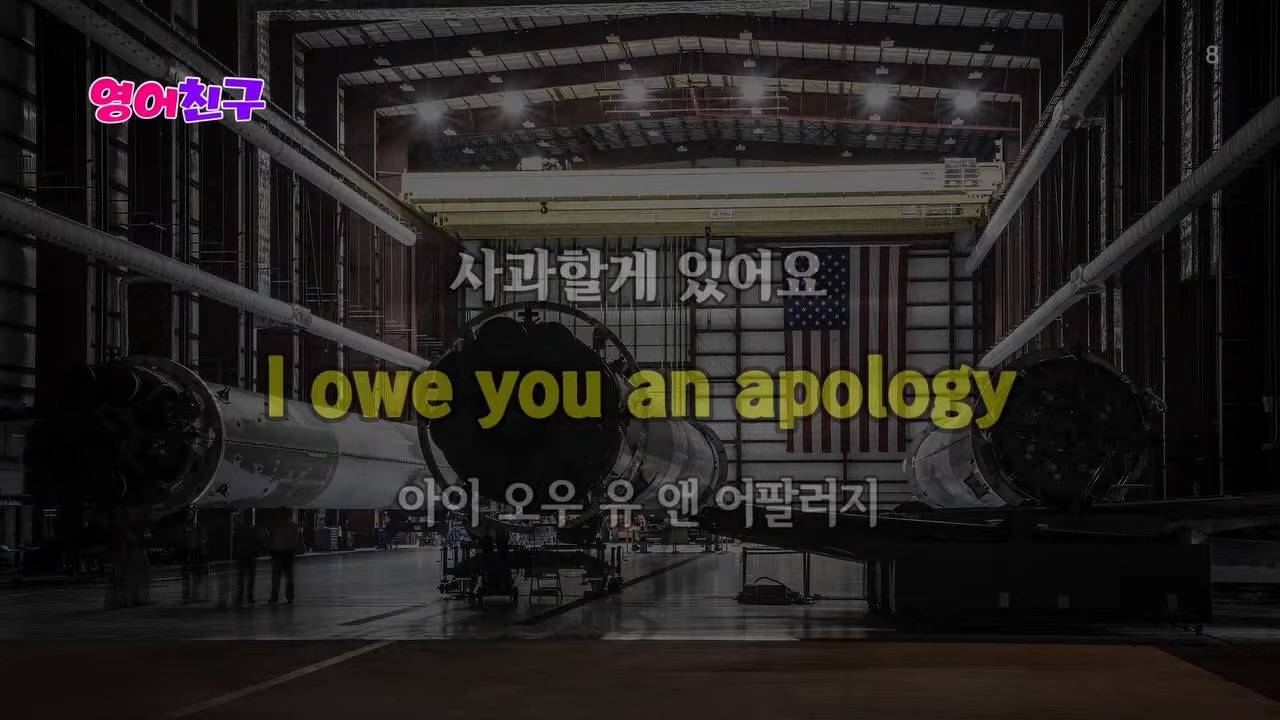 8
영어친구
사과할게 있어요
I owe you an apology
아이 오우 유 앤 어팔러지